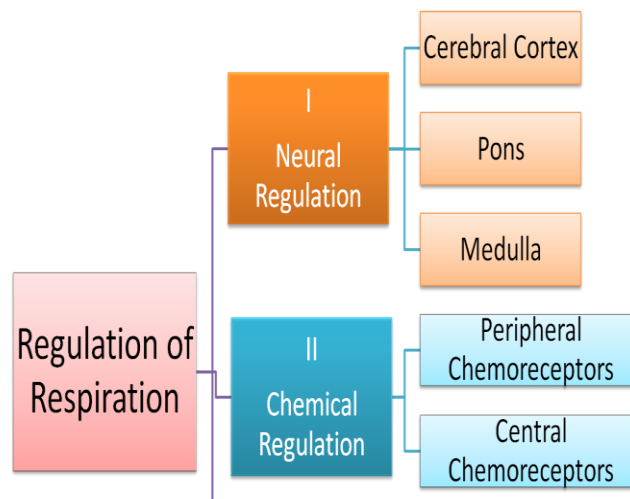 Regulation of
Respiration
I
Neural
Regulation
Cerebral Cortex
Pons
Medulla
II
Chemical
Regulation
Peripheral
Chemoreceptors
Central
Chemoreceptors